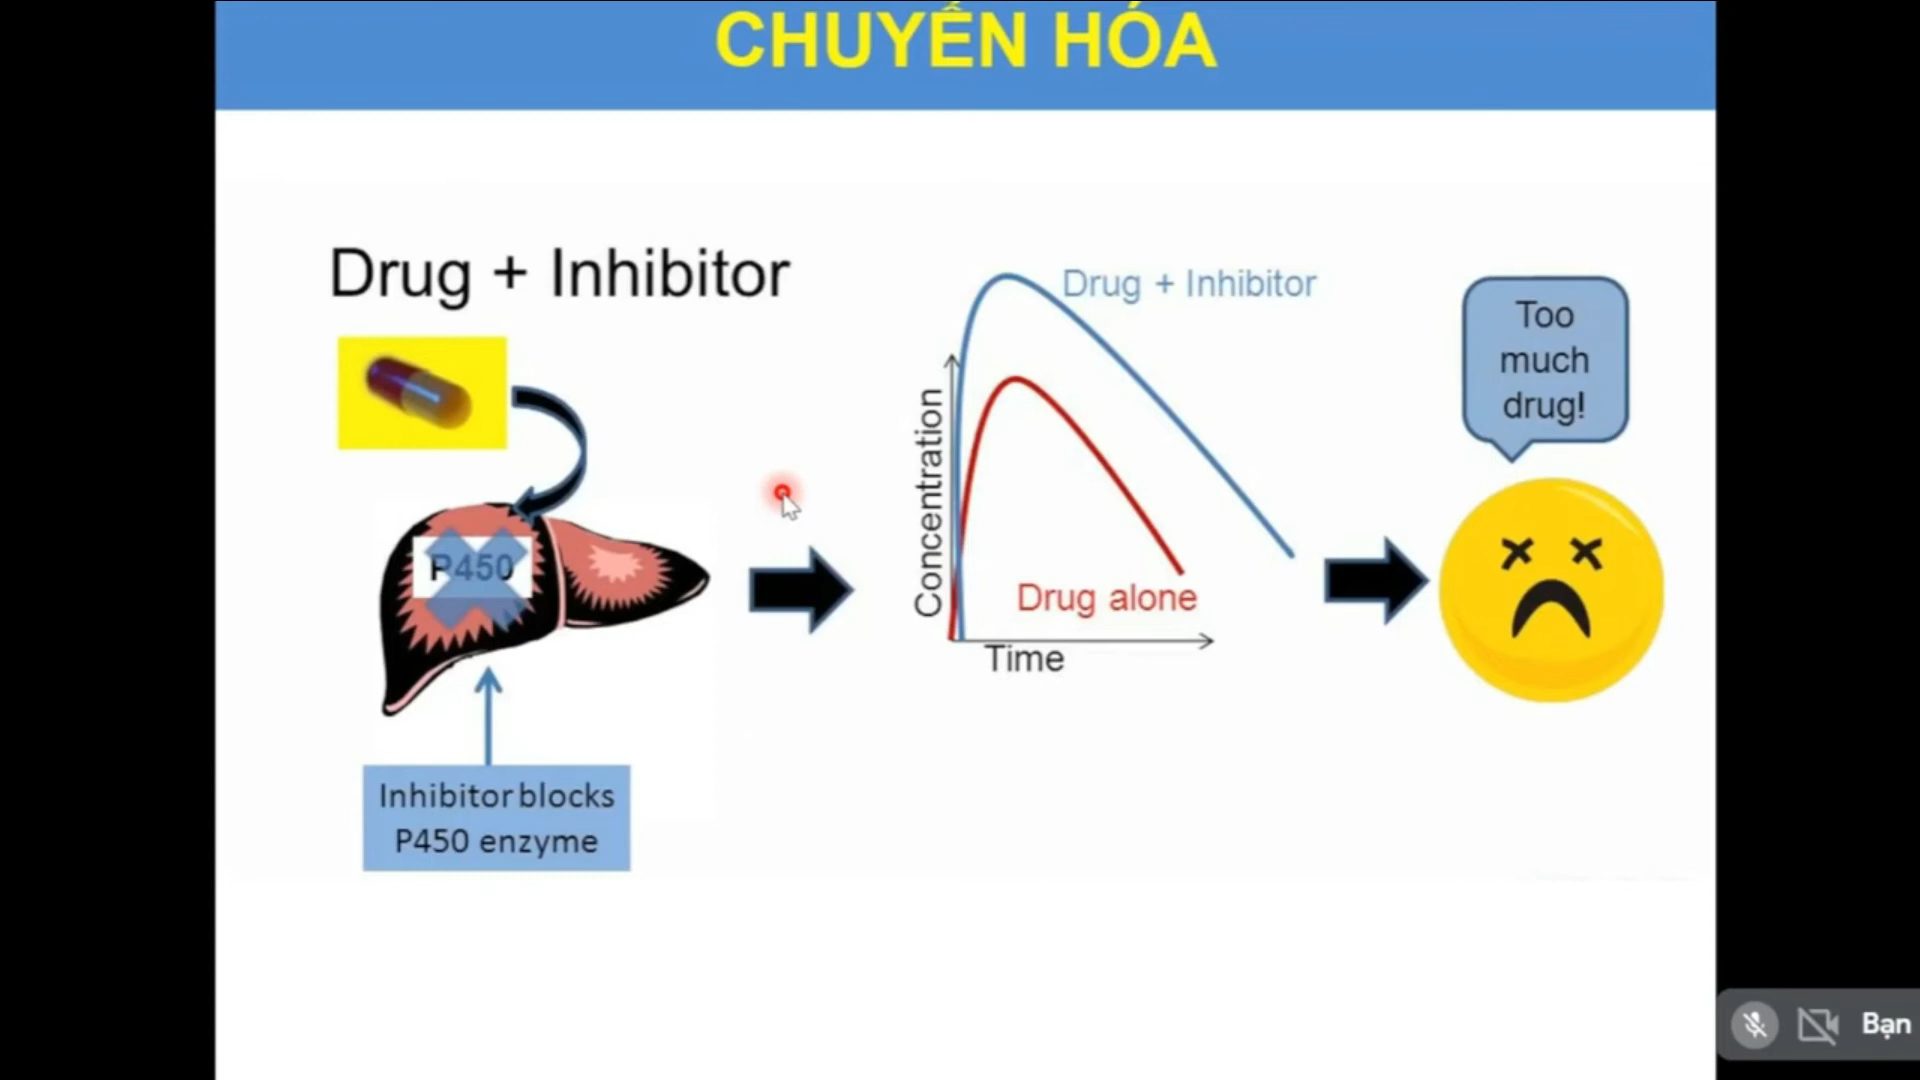 CHUYỂN HÓA
Drug + Inhibitor
P450
Inhibitor blocks
P450 enzyme
Drug + Inhibitor
Concentration
Drug alone
Time
Too
much
drug!
Bạn